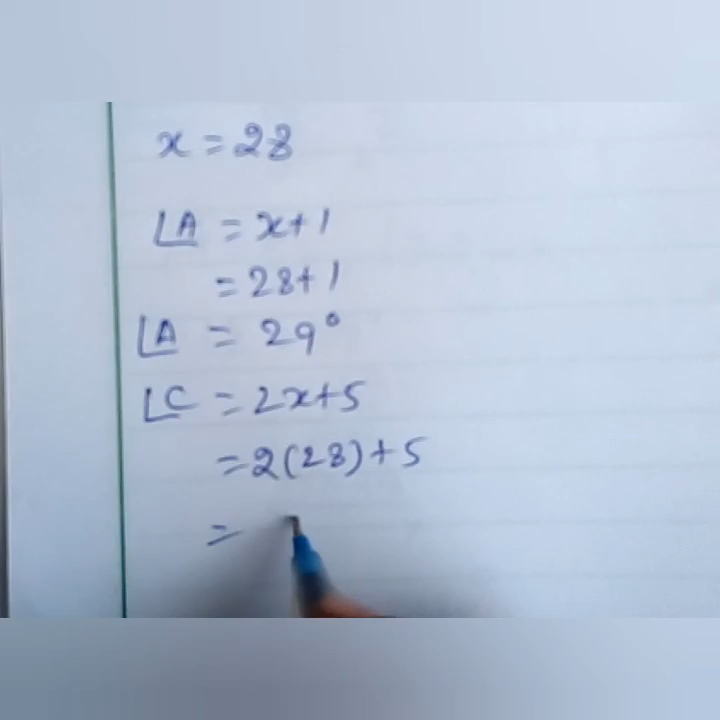 x = 28
∠A = x+1
= 28+1
∠A = 29°
∠C = 2x+5
= 2(28)+5
=